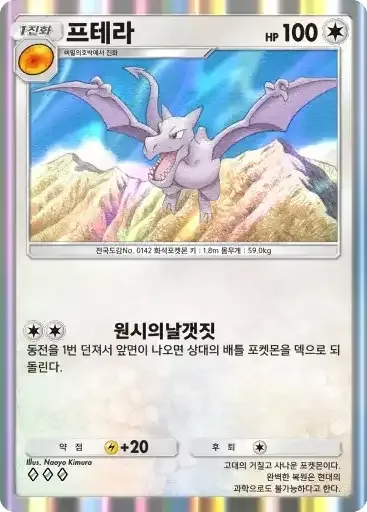 1진화 프테라 HP 100
비밀의호박에서 진화
전국도감No. 0142 화석포켓몬 키 : 1.8m 몸무게 : 59.0kg
원시의날갯짓
동전을 1번 던져서 앞면이 나오면 상대의 배틀 포켓몬을 덱으로 되
돌린다.
약 점 +20 후 퇴
Illus. Naoyo Kimura
고대의 거칠고 사나운 포켓몬이다.
완벽한 복원은 현대의
과학으로도 불가능하다고 한다.